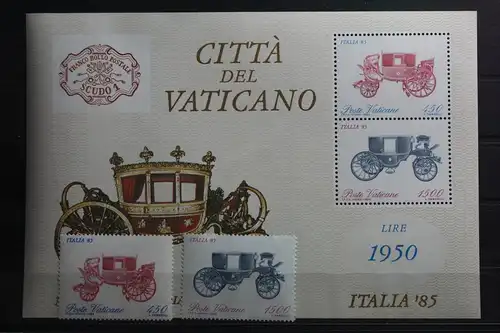 FRANCO BOLLO POSTALE
SCUDO 1
CITTÀ
DEL
VATICANO
ITALIA '85
Poste Vaticane 450
ITALIA '85
Poste Vaticane 1500
LIRE
1950
ITALIA '85
ITALIA '85
Poste Vaticane 450
ITALIA '85
Poste Vaticane 1500